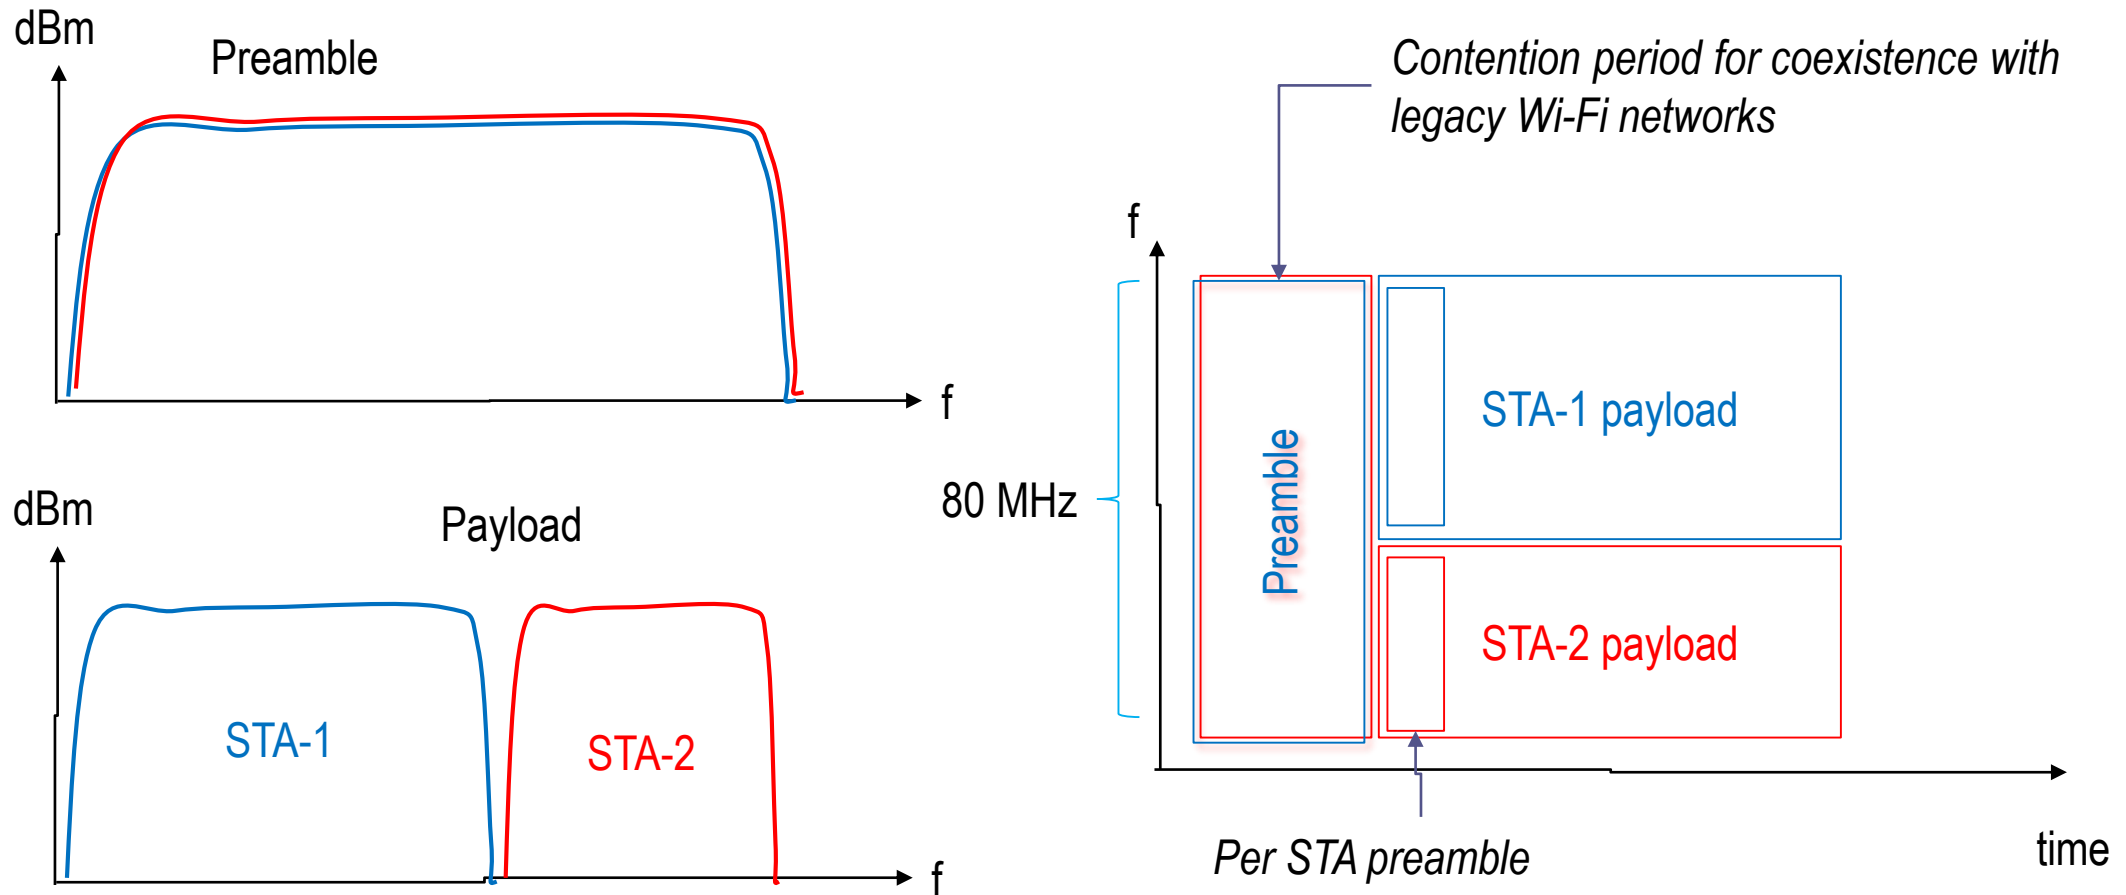 dBm
Preamble
f
dBm
Payload
STA-1
STA-2
f
Contention period for coexistence with
legacy Wi-Fi networks
f
80 MHz
Preamble
STA-1 payload
STA-2 payload
Per STA preamble
time